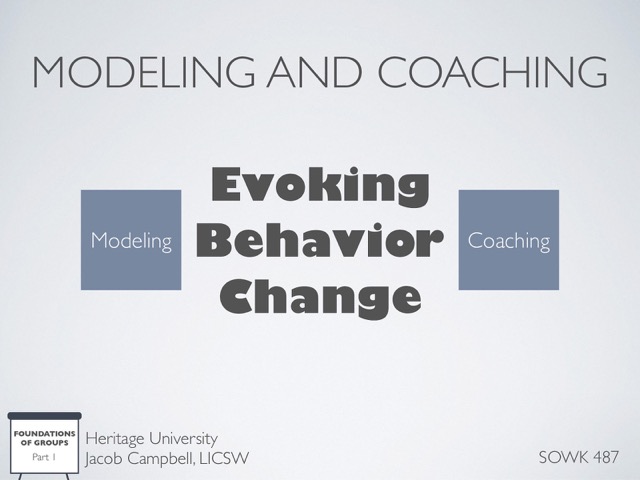 MODELING AND COACHING
Modeling
Evoking
Behavior
Change
Coaching
FOUNDATIONS
OF GROUPS
Part 1
Heritage University
Jacob Campbell, LICSW
SOWK 487